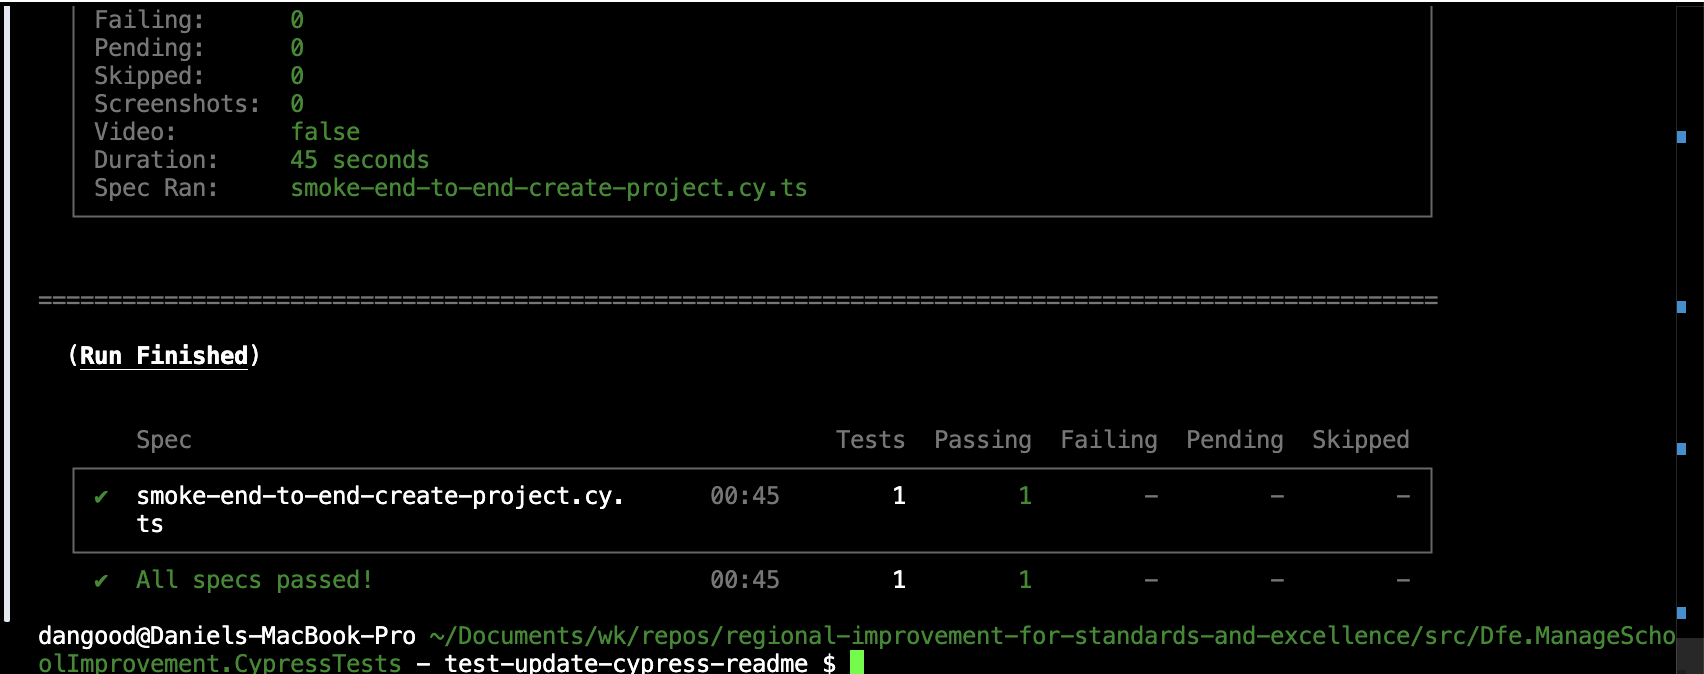 Failing: 0
Pending: 0
Skipped: 0
Screenshots: 0
Video: false
Duration: 45 seconds
Spec Ran: smoke-end-to-end-create-project.cy.ts
====================================================================================================
(Run Finished)
Spec Tests Passing Failing Pending Skipped
✔ smoke-end-to-end-create-project.cy. 00:45 1 1 - - -
ts
✔ All specs passed! 00:45 1 1 - - -
dangood@Daniels-MacBook-Pro ~/Documents/wk/repos/regional-improvement-for-standards-and-excellence/src/Dfe.ManageScho
olImprovement.CypressTests - test-update-cypress-readme $